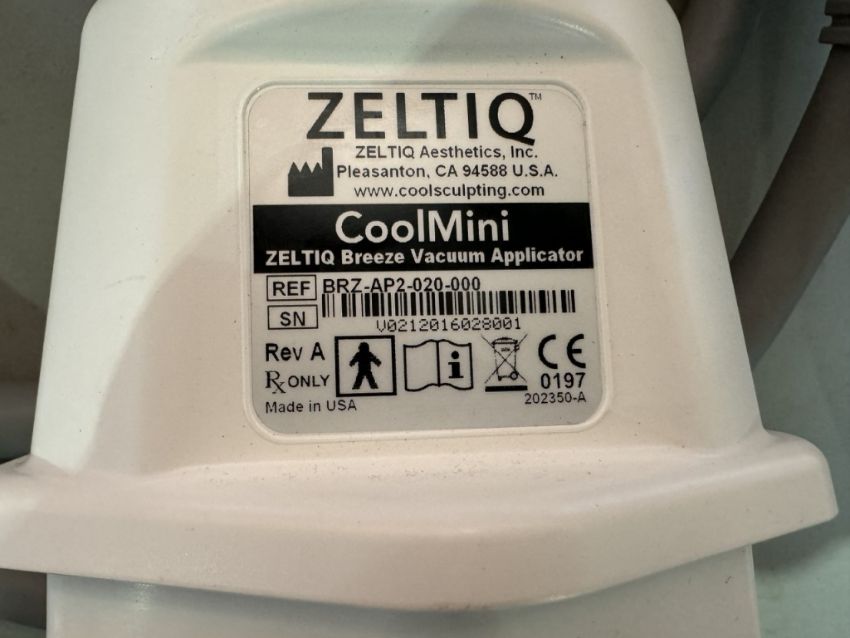 ZELTIQ™
ZELTIQ Aesthetics, Inc.
Pleasanton, CA 94588 U.S.A.
www.coolsculpting.com
CoolMini
ZELTIQ Breeze Vacuum Applicator
REF BRZ-AP2-020-000
SN
V0212016028001
Rev A
Rx ONLY
i
CE
0197
Made in USA
202350-A